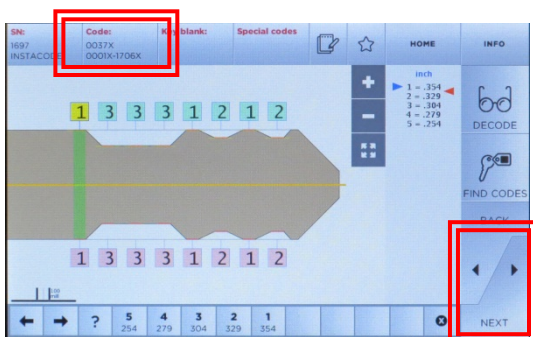 SN:
1697
INSTACODE
Code:
0037X
0001X-1706X
Key blank:
Special codes
HOME
INFO
inch
1 = .354
2 = .329
3 = .304
4 = .279
5 = .254
DECODE
FIND CODES
BACK
NEXT
1 3 3 3 1 2 1 2
1 3 3 3 1 2 1 2
?
5
254
4
279
3
304
2
329
1
354